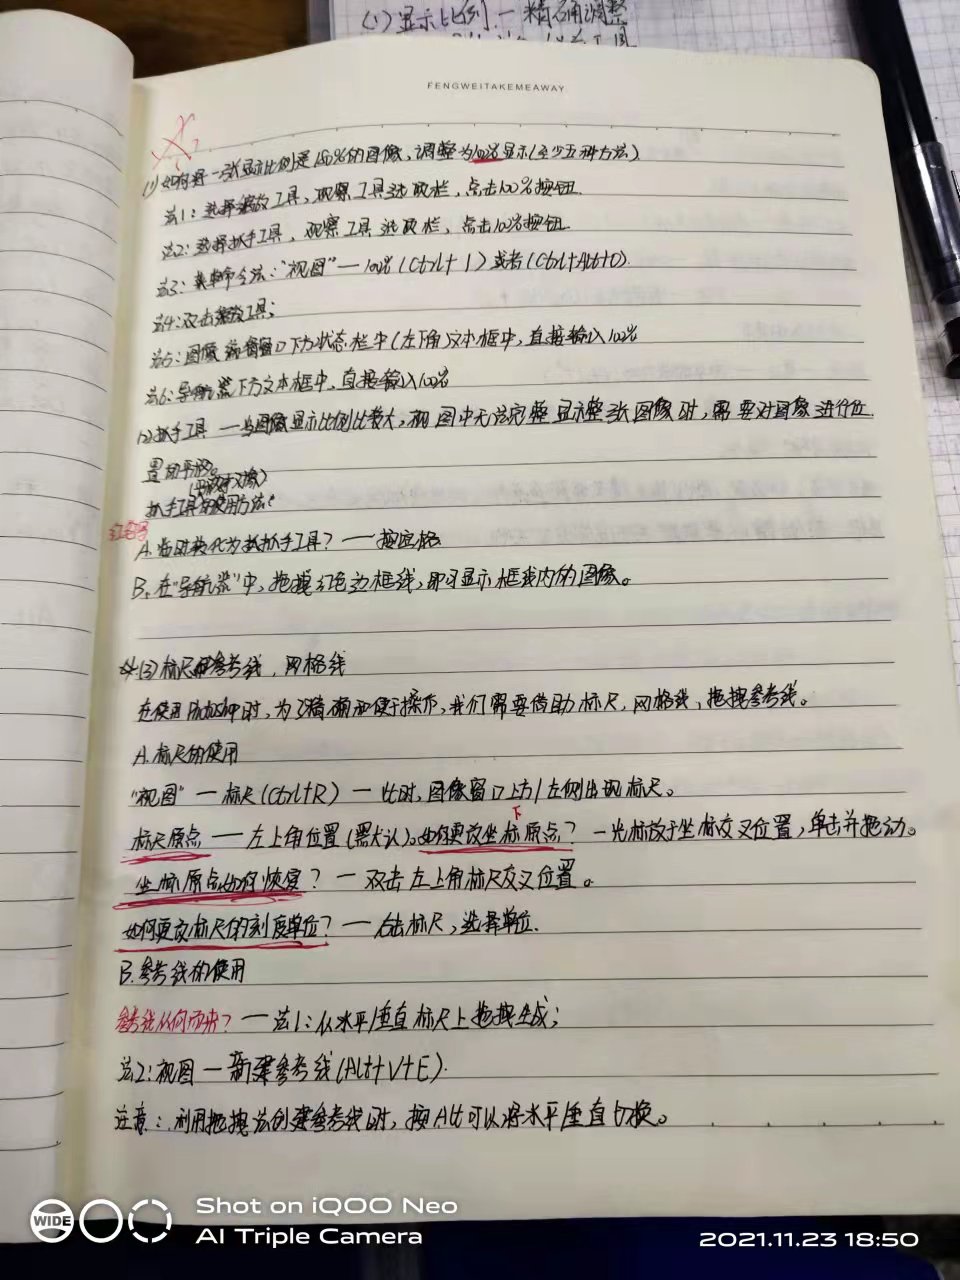 (1) 显示比例.一精确调整
FENGWEITAKEMEAWAY
(1) 如何将一张显示比例是150%的图像,调整为100%显示(至少五种方法)
法1:选择缩放工具,观察工具选取栏,点击100%按钮.
法2:选择抓手工具,观察工具选取栏,点击100%按钮.
法3:菜单命令法:"视图"—100%(Ctrl+1)或者(Ctrl+Alt+0).
法4:双击缩放工具;
法5:图像窗口下方状态栏中(左下角)文本框中,直接输入100%
法6:导航器下方文本框中,直接输入100%
(2)抓手工具—当图像显示比例比较大,视图中无法完整显示整张图像时,需要对图像进行位
置的平移。
抓手工具的使用方法:
A.临时转化为抓手工具?——按空格
B.在"导航器"中,拖拽红色边框线,即可显示框线内的图像。
(3)标尺和参考线,网格线
在使用Photoshop时,为了精确和便于操作,我们需要借助标尺,网格线,拖拽参考线。
A.标尺的使用
"视图"—标尺(Ctrl+R)—此时,图像窗口上方/左侧出现标尺。
标尺原点——左上角位置(默认)。如何更改坐标原点?—光标放于坐标交叉位置,单击并拖动。
坐标原点如何恢复?—双击左上角标尺交叉位置。
如何更改标尺的刻度单位?——右击标尺,选择单位.
B.参考线的使用
参考线从何而来?—法1:从水平/垂直标尺上拖拽生成;
法2:视图—新建参考线(Alt+V+E).
注意:利用拖拽法创建参考线时,按Alt可以将水平/垂直切换。
WIDE
Shot on iQOO Neo
AI Triple Camera
2021.11.23 18:50